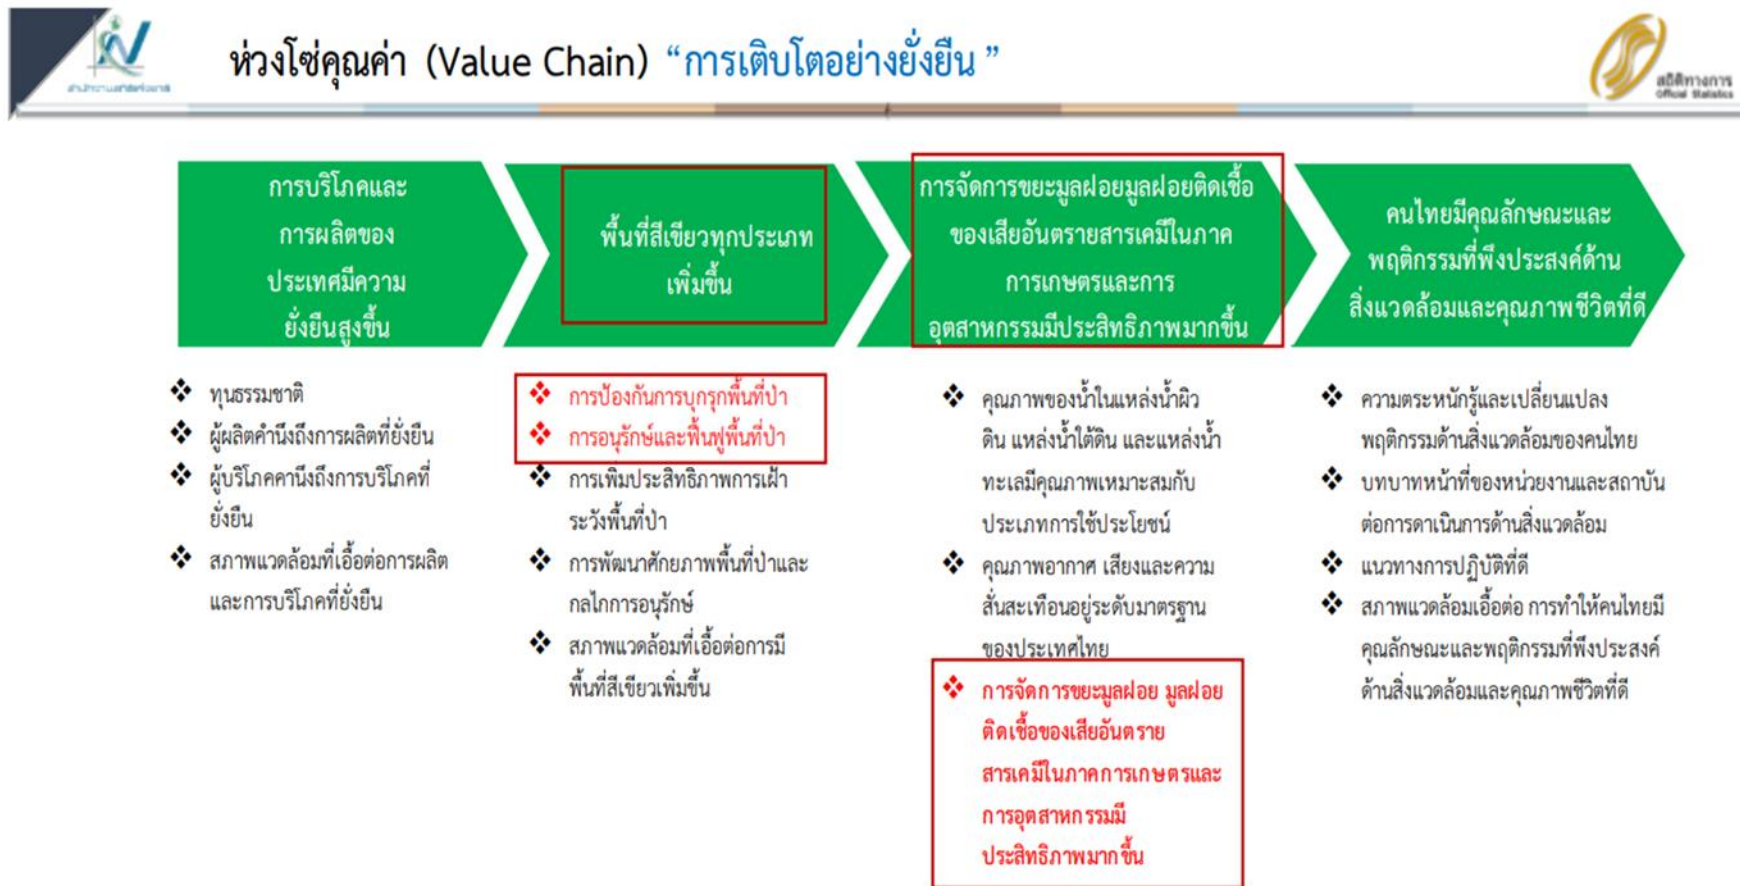 ห่วงโซ่คุณค่า (Value Chain) “การเติบโตอย่างยั่งยืน ”
สำนักงานสถิติแห่งชาติ
สถิติทางการ
Official Statistics
การบริโภคและ
การผลิตของ
ประเทศมีความ
ยั่งยืนสูงขึ้น
พื้นที่สีเขียวทุกประเภท
เพิ่มขึ้น
การจัดการขยะมูลฝอยมูลฝอยติดเชื้อ
ของเสียอันตรายสารเคมีในภาค
การเกษตรและการ
อุตสาหกรรมมีประสิทธิภาพมากขึ้น
คนไทยมีคุณลักษณะและ
พฤติกรรมที่พึงประสงค์ด้าน
สิ่งแวดล้อมและคุณภาพชีวิตที่ดี
❖ ทุนธรรมชาติ
❖ ผู้ผลิตคำนึงถึงการผลิตที่ยั่งยืน
❖ ผู้บริโภคคานึงถึงการบริโภคที่
ยั่งยืน
❖ สภาพแวดล้อมที่เอื้อต่อการผลิต
และการบริโภคที่ยั่งยืน
❖ การป้องกันการบุกรุกพื้นที่ป่า
❖ การอนุรักษ์และฟื้นฟูพื้นที่ป่า
❖ การเพิ่มประสิทธิภาพการเฝ้า
ระวังพื้นที่ป่า
❖ การพัฒนาศักยภาพพื้นที่ป่าและ
กลไกการอนุรักษ์
❖ สภาพแวดล้อมที่เอื้อต่อการมี
พื้นที่สีเขียวเพิ่มขึ้น
❖ คุณภาพของน้ำในแหล่งน้ำผิว
ดิน แหล่งน้ำใต้ดิน และแหล่งน้ำ
ทะเลมีคุณภาพเหมาะสมกับ
ประเภทการใช้ประโยชน์
❖ คุณภาพอากาศ เสียงและความ
สั่นสะเทือนอยู่ระดับมาตรฐาน
ของประเทศไทย
❖ การจัดการขยะมูลฝอย มูลฝอย
ติดเชื้อของเสียอันตราย
สารเคมีในภาคการเกษตรและ
การอุตสาหกรรมมี
ประสิทธิภาพมากขึ้น
❖ ความตระหนักรู้และเปลี่ยนแปลง
พฤติกรรมด้านสิ่งแวดล้อมของคนไทย
❖ บทบาทหน้าที่ของหน่วยงานและสถาบัน
ต่อการดาเนินการด้านสิ่งแวดล้อม
❖ แนวทางการปฏิบัติที่ดี
❖ สภาพแวดล้อมเอื้อต่อ การทำให้คนไทยมี
คุณลักษณะและพฤติกรรมที่พึงประสงค์
ด้านสิ่งแวดล้อมและคุณภาพชีวิตที่ดี